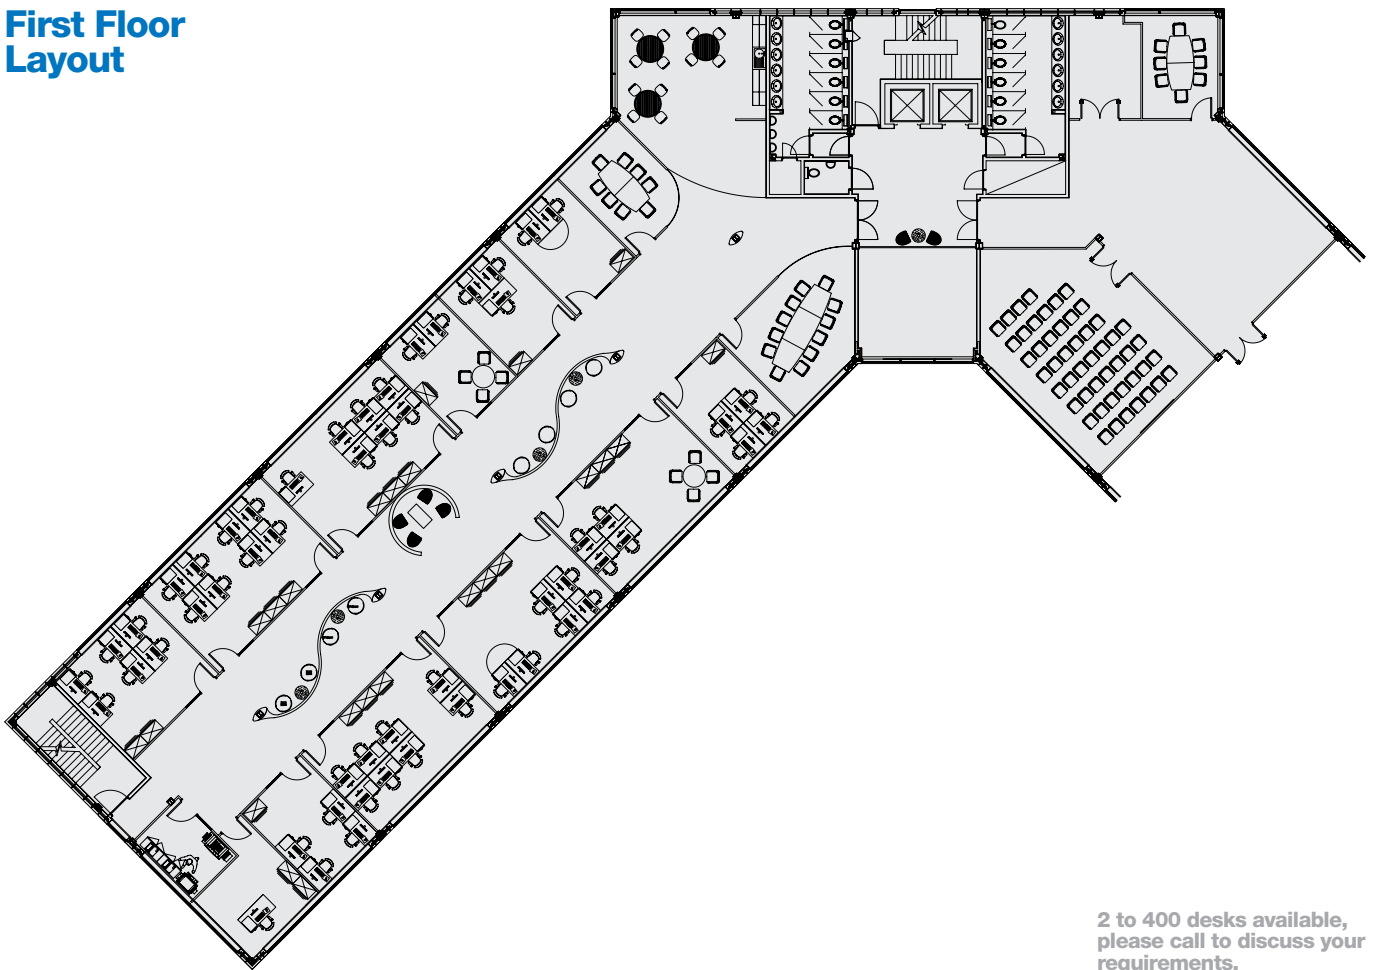 First Floor
Layout
2 to 400 desks available,
please call to discuss your
requirements.